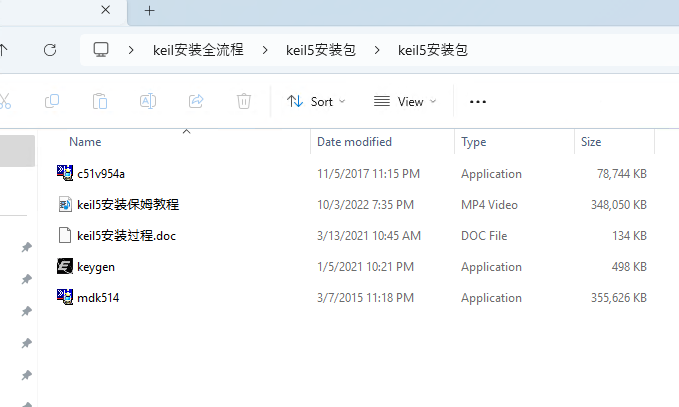 keil安装全流程 > keil5安装包 > keil5安装包
Sort View
Name Date modified Type Size
c51v954a 11/5/2017 11:15 PM Application 78,744 KB
keil5安装保姆教程 10/3/2022 7:35 PM MP4 Video 348,050 KB
keil5安装过程.doc 3/13/2021 10:45 AM DOC File 134 KB
keygen 1/5/2021 10:21 PM Application 498 KB
mdk514 3/7/2015 11:18 PM Application 355,626 KB